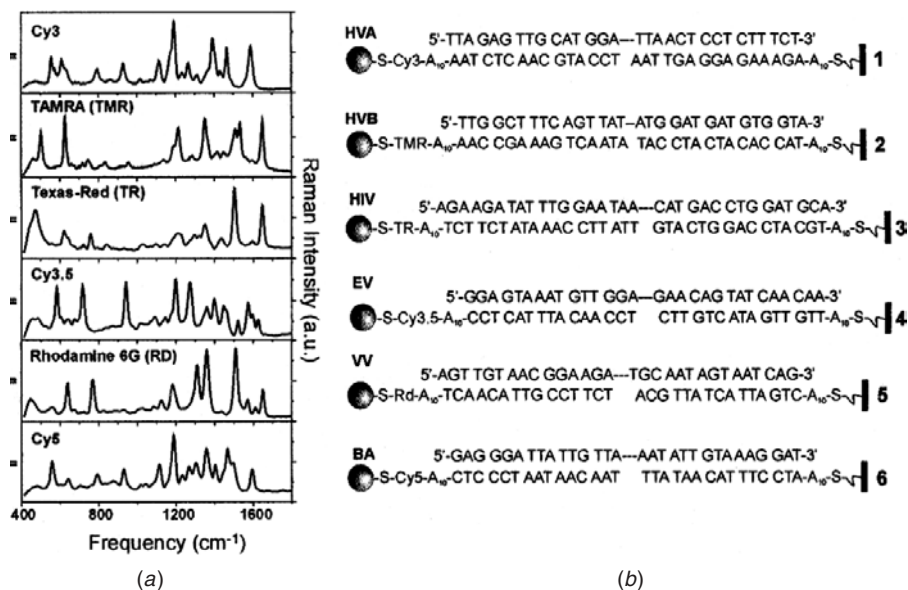 Cy3
TAMRA (TMR)
Texas-Red (TR)
Cy3.5
Rhodamine 6G (RD)
Cy5
Raman Intensity (a.u.)
400 800 1200 1600
Frequency (cm-1)
(a)
HVA
5'-TTA GAG TTG CAT GGA---TTA ACT CCT CTT TCT-3'
-S-Cy3-A10-AAT CTC AAC GTA CCT AAT TGA GGA GAA AGA-A10-S 1
HVB
5'-TTG GCT TTC AGT TAT--ATG GAT GAT GTG GTA-3'
-S-TMR-A10-AAC CGA AAG TCA ATA TAC CTA CTA CAC CAT-A10-S 2
HIV
5'-AGA AGA TAT TTG GAA TAA---CAT GAC CTG GAT GCA-3'
-S-TR-A10-TCT TCT ATA AAC CTT ATT GTA CTG GAC CTA CGT-A10-S 3
EV
5'-GGA GTA AAT GTT GGA---GAA CAG TAT CAA CAA-3'
-S-Cy3.5-A10-CCT CAT TTA CAA CCT CTT GTC ATA GTT GTT-A10-S 4
VV
5'-AGT TGT AAC GGA AGA---TGC AAT AGT AAT CAG-3'
-S-Rd-A10-TCA ACA TTG CCT TCT ACG TTA TCA TTA GTC-A10-S 5
BA
5'-GAG GGA TTA TTG TTA---AAT ATT GTA AAG GAT-3'
-S-Cy5-A10-CTC CCT AAT AAC AAT TTA TAA CAT TTC CTA-A10-S 6
(b)